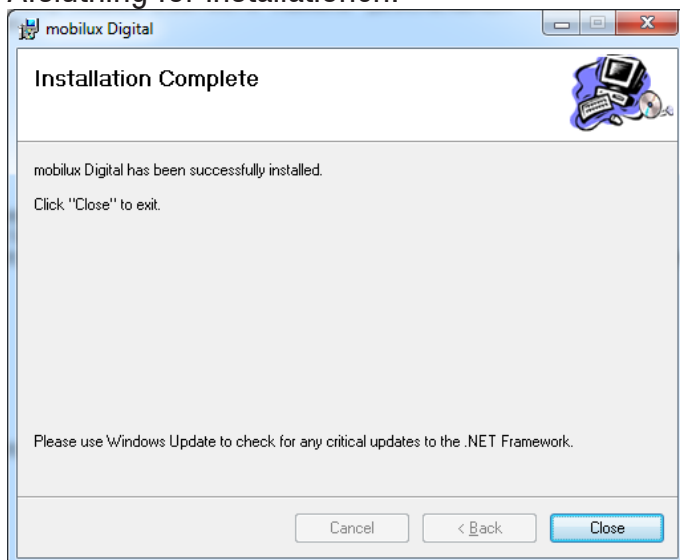 mobilux Digital
Installation Complete
mobilux Digital has been successfully installed.
Click "Close" to exit.
Please use Windows Update to check for any critical updates to the .NET Framework.
Cancel
< Back
Close